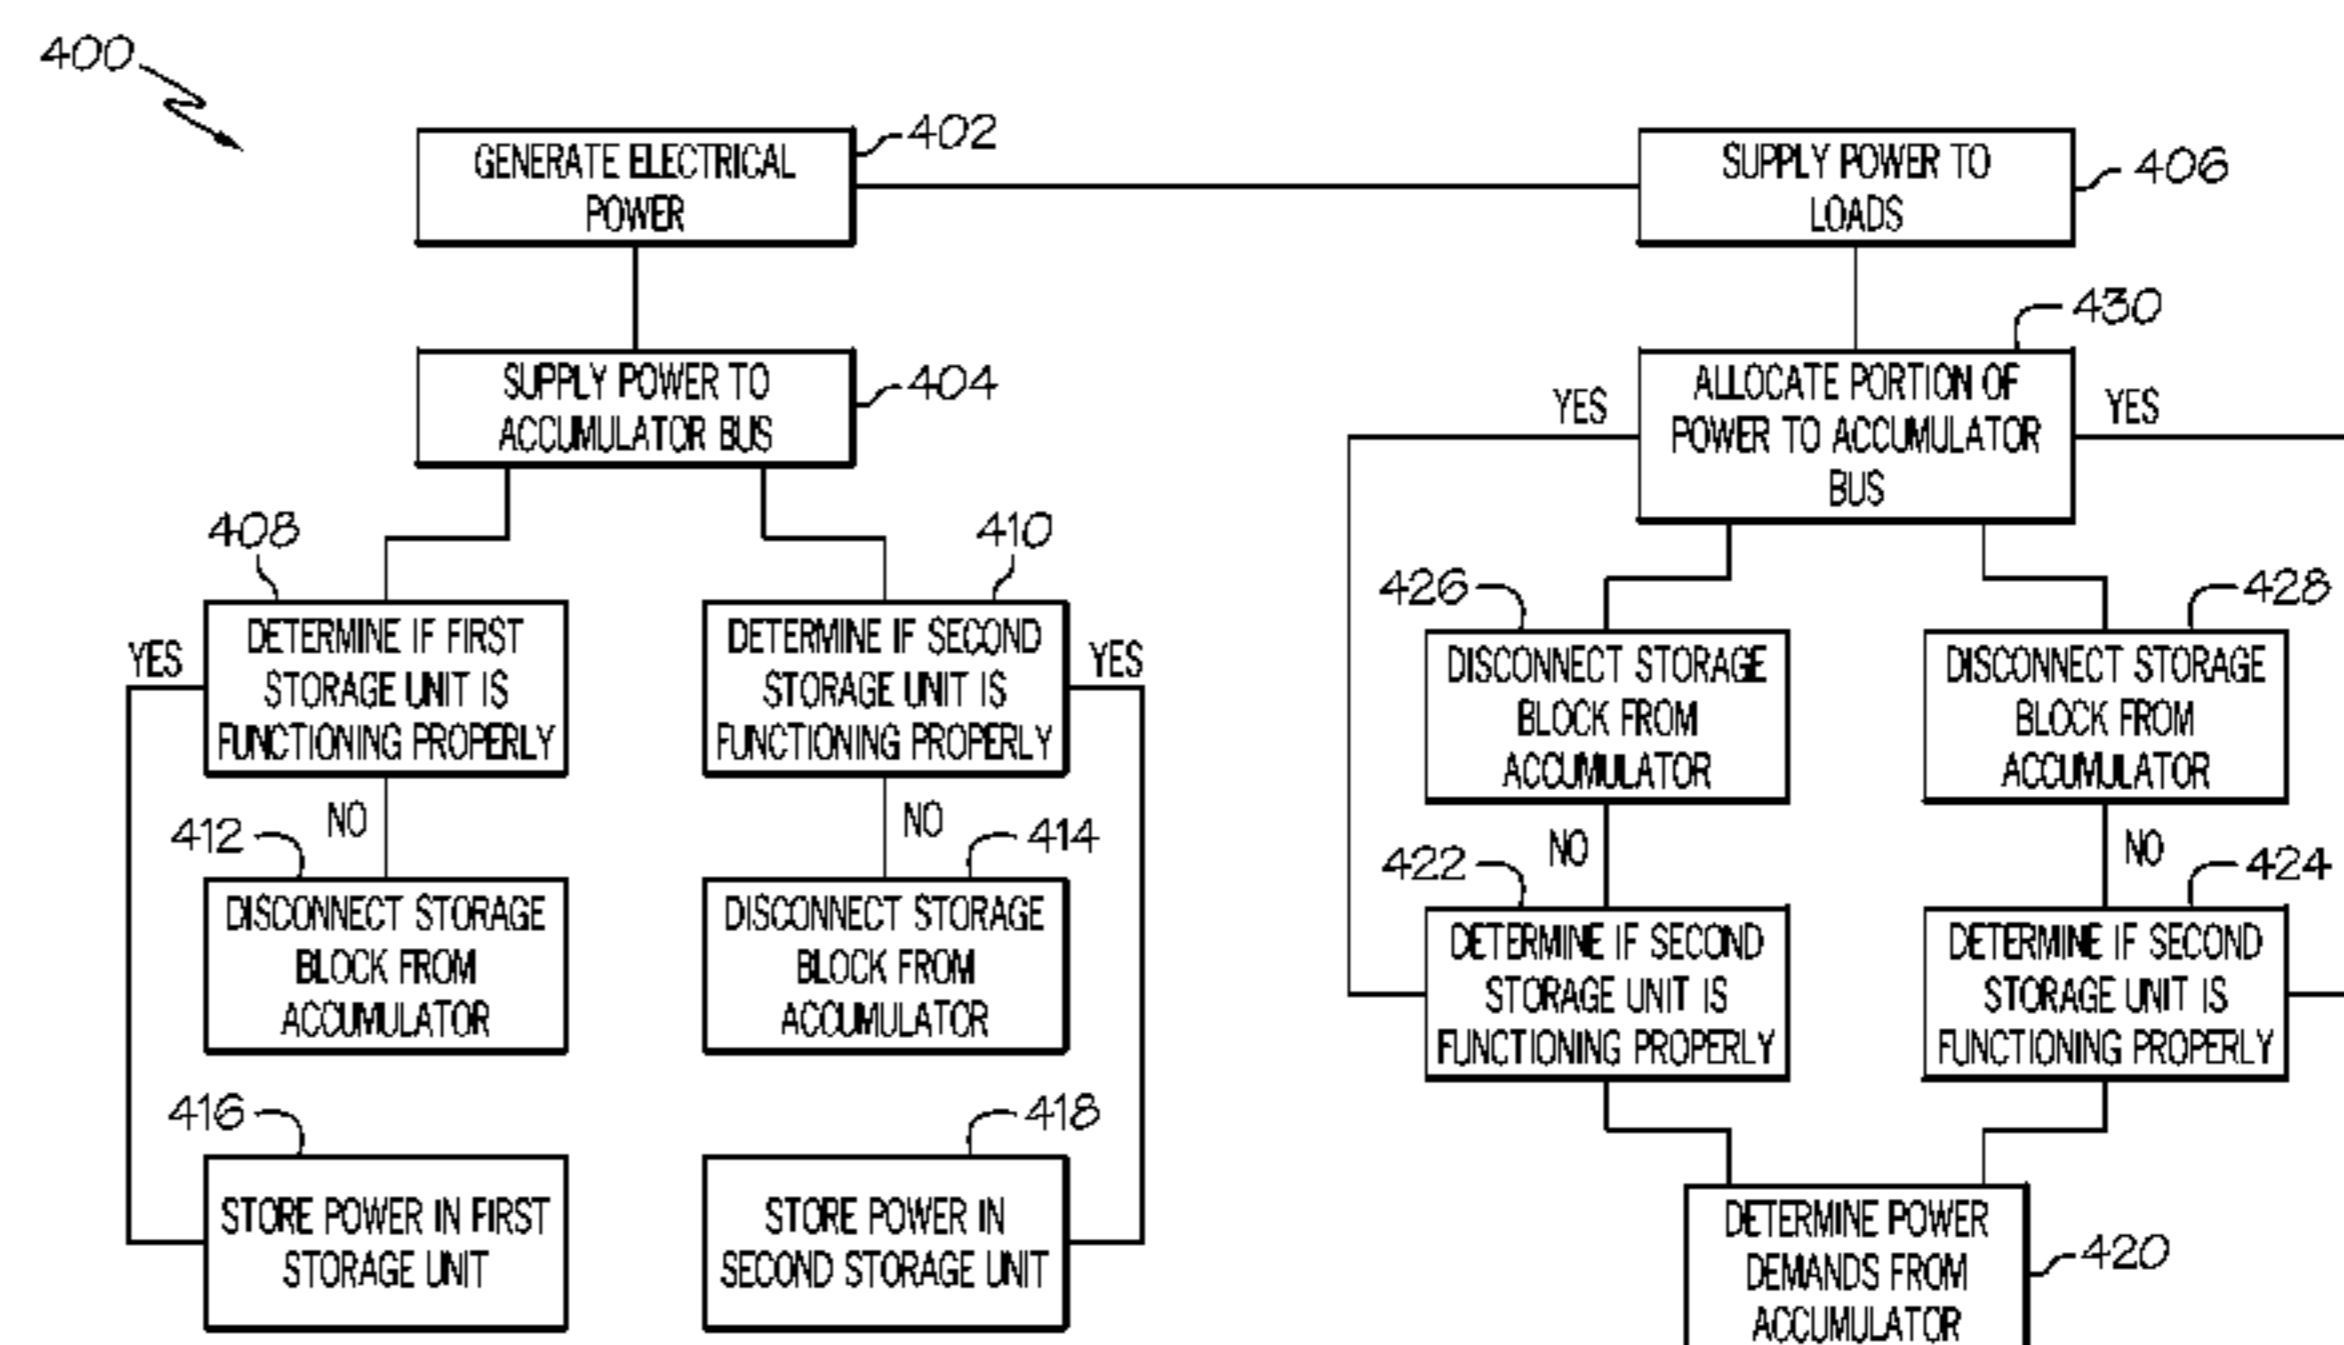 400
GENERATE ELECTRICAL
POWER
402
SUPPLY POWER TO
LOADS
406
SUPPLY POWER TO
ACCUMULATOR BUS
404
430
YES
ALLOCATE PORTION OF
POWER TO ACCUMULATOR
BUS
YES
408
410
YES
DETERMINE IF FIRST
STORAGE UNIT IS
FUNCTIONING PROPERLY
DETERMINE IF SECOND
STORAGE UNIT IS
FUNCTIONING PROPERLY
YES
426
428
DISCONNECT STORAGE
BLOCK FROM
ACCUMULATOR
DISCONNECT STORAGE
BLOCK FROM
ACCUMULATOR
NO
NO
412
414
DISCONNECT STORAGE
BLOCK FROM
ACCUMULATOR
DISCONNECT STORAGE
BLOCK FROM
ACCUMULATOR
NO
NO
422
424
DETERMINE IF SECOND
STORAGE UNIT IS
FUNCTIONING PROPERLY
DETERMINE IF SECOND
STORAGE UNIT IS
FUNCTIONING PROPERLY
416
418
STORE POWER IN FIRST
STORAGE UNIT
STORE POWER IN
SECOND STORAGE UNIT
DETERMINE POWER
DEMANDS FROM
ACCUMULATOR
420